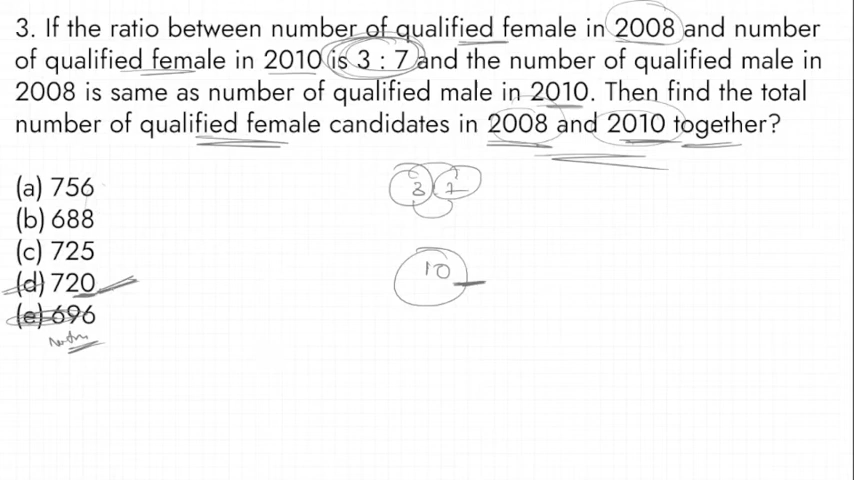 3. If the ratio between number of qualified female in 2008 and number
of qualified female in 2010 is 3 : 7 and the number of qualified male in
2008 is same as number of qualified male in 2010. Then find the total
number of qualified female candidates in 2008 and 2010 together?
(a) 756
(b) 688
(c) 725
(d) 720
(e) 696
3 7
10